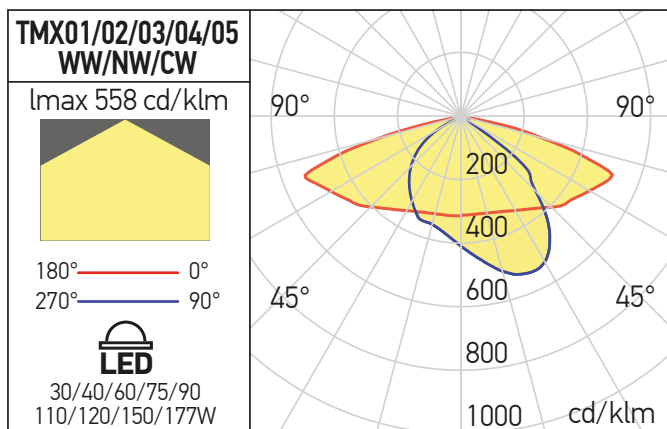 TMX01/02/03/04/05
WW/NW/CW
Imax 558 cd/klm
180° 0°
270° 90°
LED
30/40/60/75/90
110/120/150/177W
90° 90°
200
400
45° 45°
600
800
1000 cd/klm